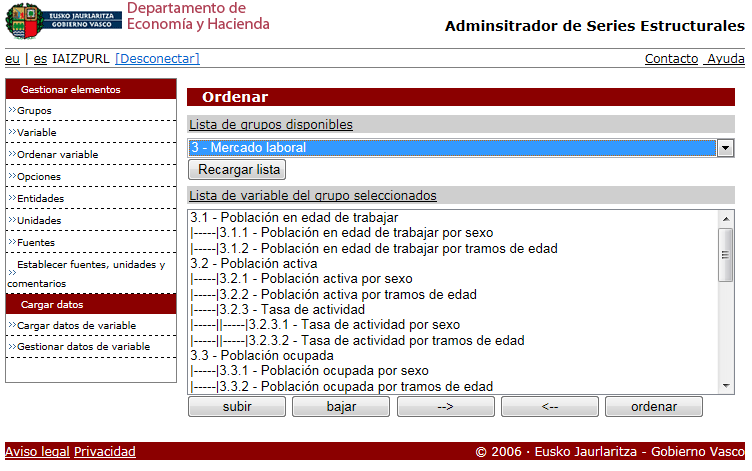 EUSKO JAURLARITZA
GOBIERNO VASCO
Departamento de
Economía y Hacienda
Adminsitrador de Series Estructurales
eu | es IAIZPURL [Desconectar]
Contacto Ayuda
Gestionar elementos
Grupos
Variable
Ordenar variable
Opciones
Entidades
Unidades
Fuentes
Establecer fuentes, unidades y
comentarios
Cargar datos
Cargar datos de variable
Gestionar datos de variable
Ordenar
Lista de grupos disponibles
3 - Mercado laboral
Recargar lista
Lista de variable del grupo seleccionados
3.1 - Población en edad de trabajar
|-----|3.1.1 - Población en edad de trabajar por sexo
|-----|3.1.2 - Población en edad de trabajar por tramos de edad
3.2 - Población activa
|-----|3.2.1 - Población activa por sexo
|-----|3.2.2 - Población activa por tramos de edad
|-----|3.2.3 - Tasa de actividad
|-----||-----|3.2.3.1 - Tasa de actividad por sexo
|-----||-----|3.2.3.2 - Tasa de actividad por tramos de edad
3.3 - Población ocupada
|-----|3.3.1 - Población ocupada por sexo
|-----|3.3.2 - Población ocupada por tramos de edad
subir bajar --> <-- ordenar
Aviso legal Privacidad
© 2006 · Eusko Jaurlaritza - Gobierno Vasco